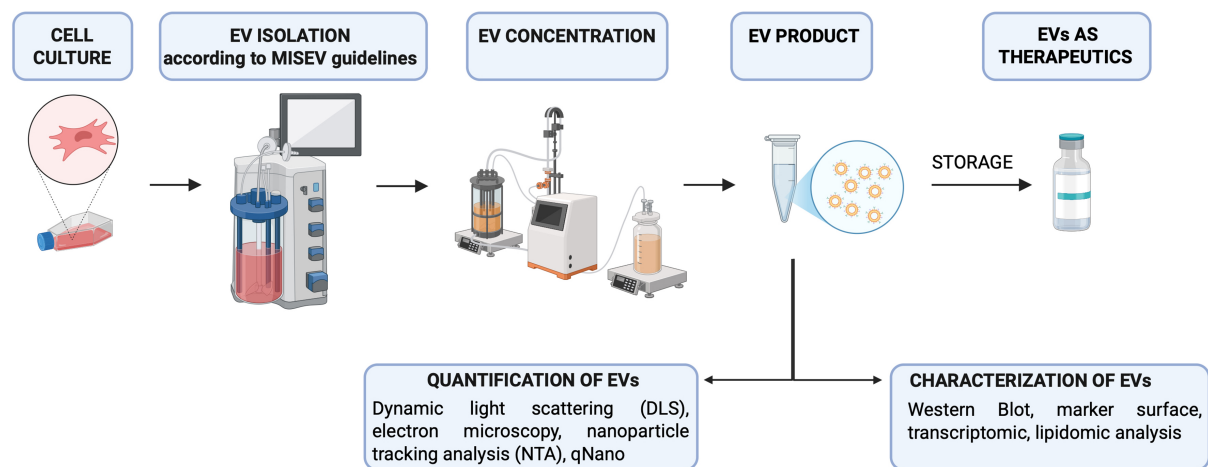 CELL
CULTURE
EV ISOLATION
according to MISEV guidelines
EV CONCENTRATION
EV PRODUCT
EVs AS
THERAPEUTICS
STORAGE
QUANTIFICATION OF EVs
Dynamic light scattering (DLS),
electron microscopy, nanoparticle
tracking analysis (NTA), qNano
CHARACTERIZATION OF EVs
Western Blot, marker surface,
transcriptomic, lipidomic analysis